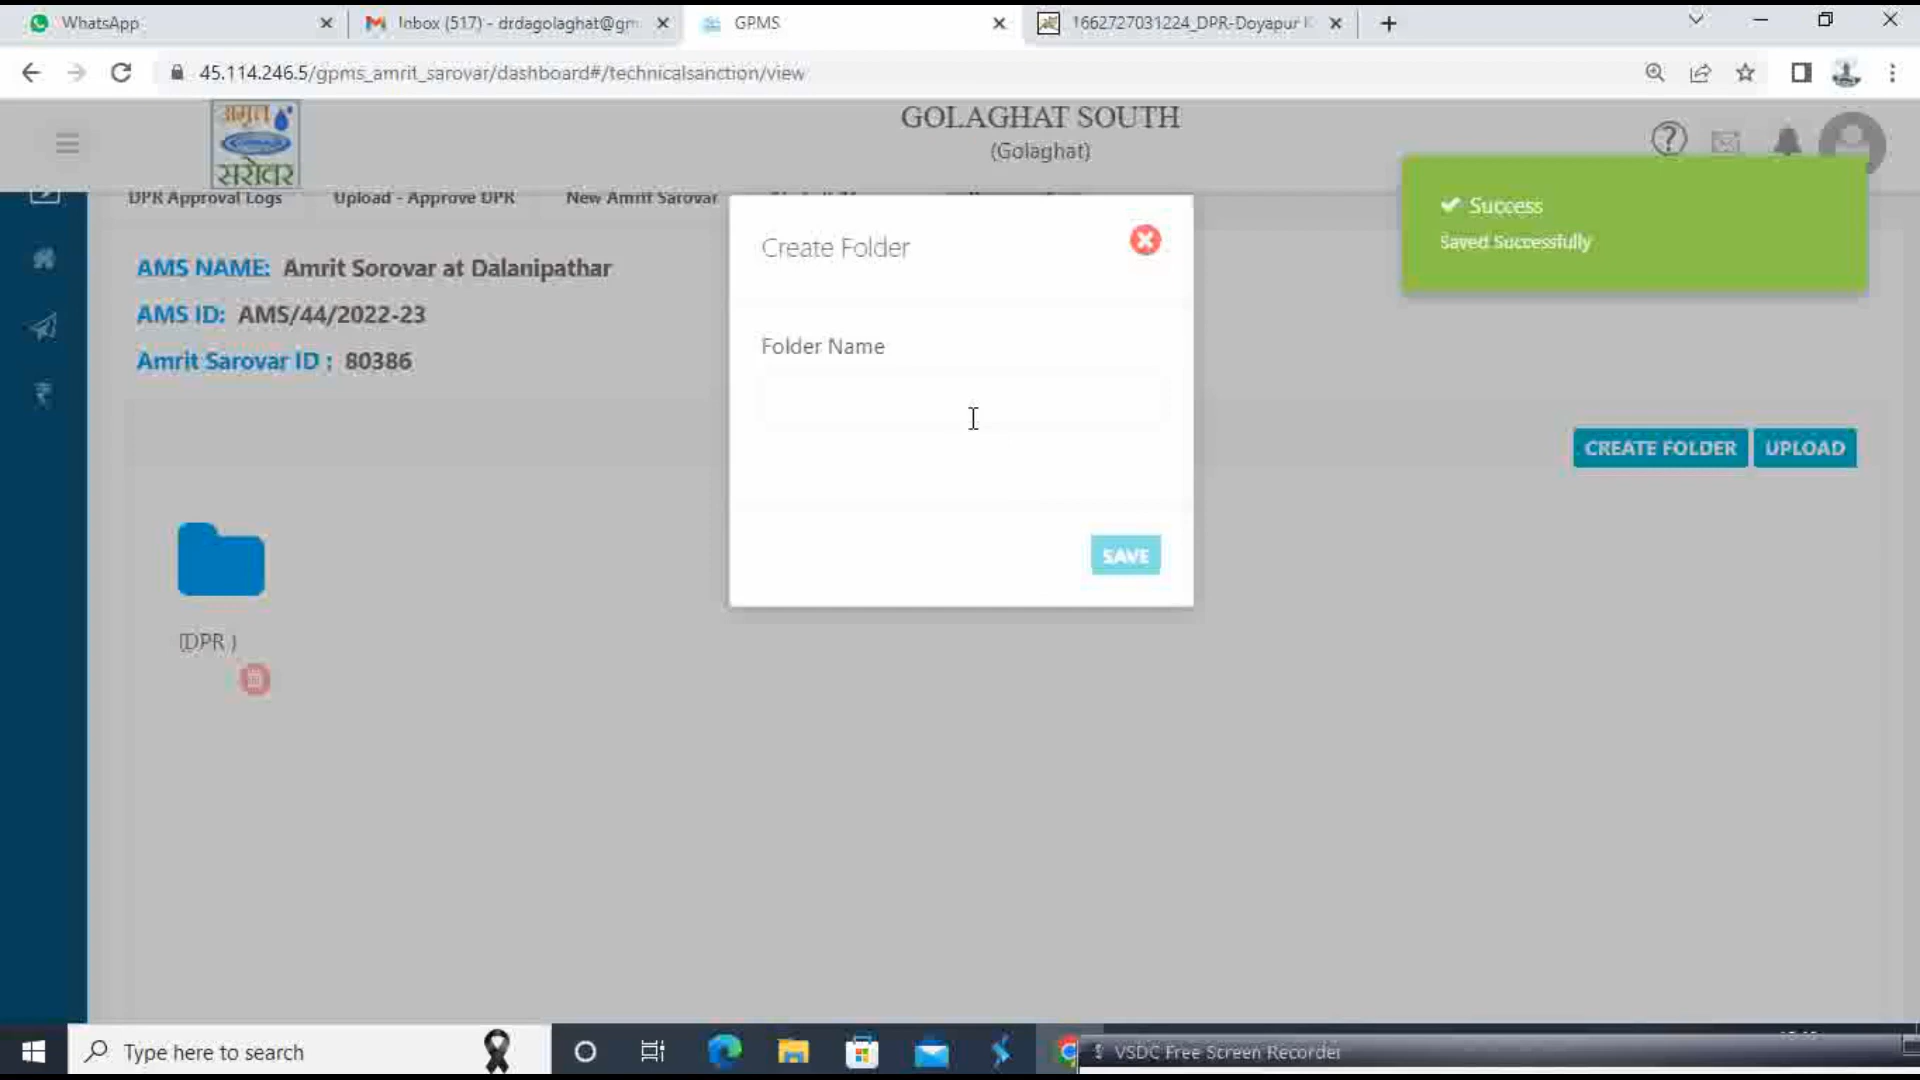 WhatsApp
Inbox (517) - drdagolaghat@gm
GPMS
1662727031224_DPR-Doyapur
45.114.246.5/gpms_amrit_sarovar/dashboard#/technicalsanction/view
अमृत
सरोवर
GOLAGHAT SOUTH
(Golaghat)
Success
Saved Successfully
DPR Approval Logs
Upload - Approve DPR
New Amrit Sarovar
AMS NAME: Amrit Sorovar at Dalanipathar
AMS ID: AMS/44/2022-23
Amrit Sarovar ID : 80386
Create Folder
Folder Name
SAVE
CREATE FOLDER
UPLOAD
(DPR )
Type here to search
VSDC Free Screen Recorder